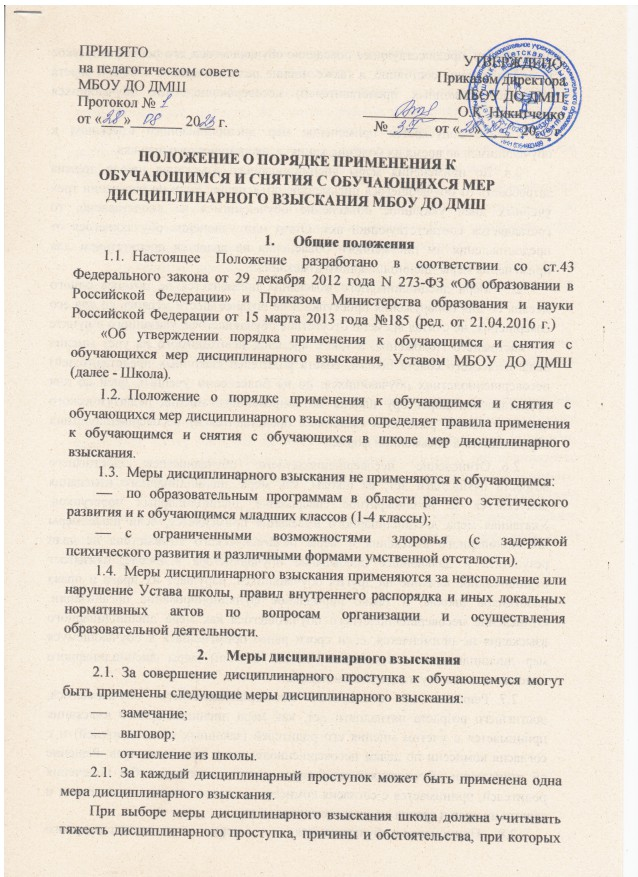 ПРИНЯТО
на педагогическом совете
МБОУ ДО ДМШ
Протокол № 1
от «28» 08 2023 г.
УТВЕРЖДЕНО
Приказом директора
МБОУ ДО ДМШ
О.К. Никитченко
№ 37 от «28»
ПОЛОЖЕНИЕ О ПОРЯДКЕ ПРИМЕНЕНИЯ К
ОБУЧАЮЩИМСЯ И СНЯТИЯ С ОБУЧАЮЩИХСЯ МЕР
ДИСЦИПЛИНАРНОГО ВЗЫСКАНИЯ МБОУ ДО ДМШ
1. Общие положения
1.1. Настоящее Положение разработано в соответствии со ст.43
Федерального закона от 29 декабря 2012 года N 273-ФЗ «Об образовании в
Российской Федерации» и Приказом Министерства образования и науки
Российской Федерации от 15 марта 2013 года №185 (ред. от 21.04.2016 г.)
«Об утверждении порядка применения к обучающимся и снятия с
обучающихся мер дисциплинарного взыскания, Уставом МБОУ ДО ДМШ
(далее - Школа).
1.2. Положение о порядке применения к обучающимся и снятия с
обучающихся мер дисциплинарного взыскания определяет правила применения
к обучающимся и снятия с обучающихся в школе мер дисциплинарного
взыскания.
1.3. Меры дисциплинарного взыскания не применяются к обучающимся:
— по образовательным программам в области раннего эстетического
развития и к обучающимся младших классов (1-4 классы);
— с ограниченными возможностями здоровья (с задержкой
психического развития и различными формами умственной отсталости).
1.4. Меры дисциплинарного взыскания применяются за неисполнение или
нарушение Устава школы, правил внутреннего распорядка и иных локальных
нормативных актов по вопросам организации и осуществления
образовательной деятельности.
2. Меры дисциплинарного взыскания
2.1. За совершение дисциплинарного проступка к обучающемуся могут
быть применены следующие меры дисциплинарного взыскания:
— замечание;
— выговор;
— отчисление из школы.
2.1. За каждый дисциплинарный проступок может быть применена одна
мера дисциплинарного взыскания.
При выборе меры дисциплинарного взыскания школа должна учитывать
тяжесть дисциплинарного проступка, причины и обстоятельства, при которых